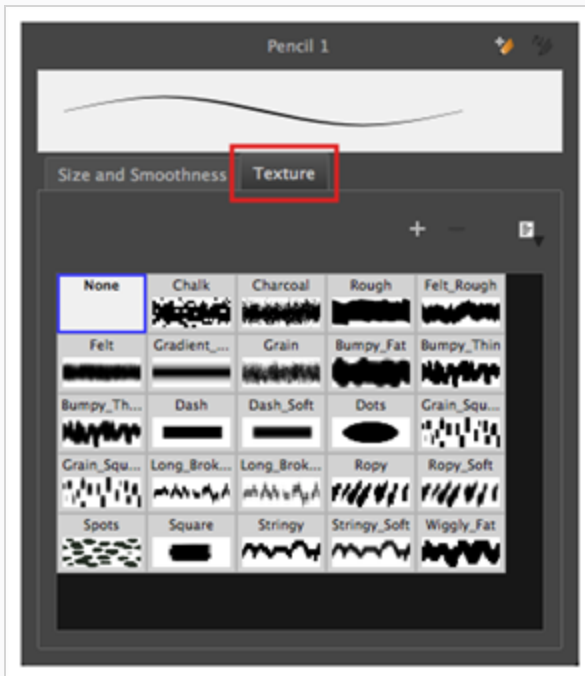 Pencil 1
Size and Smoothness Texture
None Chalk Charcoal Rough Felt_Rough
Felt Gradient_... Grain Bumpy_Fat Bumpy_Thin
Bumpy_Th... Dash Dash_Soft Dots Grain_Squ...
Grain_Squ... Long_Brok... Long_Brok... Ropy Ropy_Soft
Spots Square Stringy Stringy_Soft Wiggly_Fat